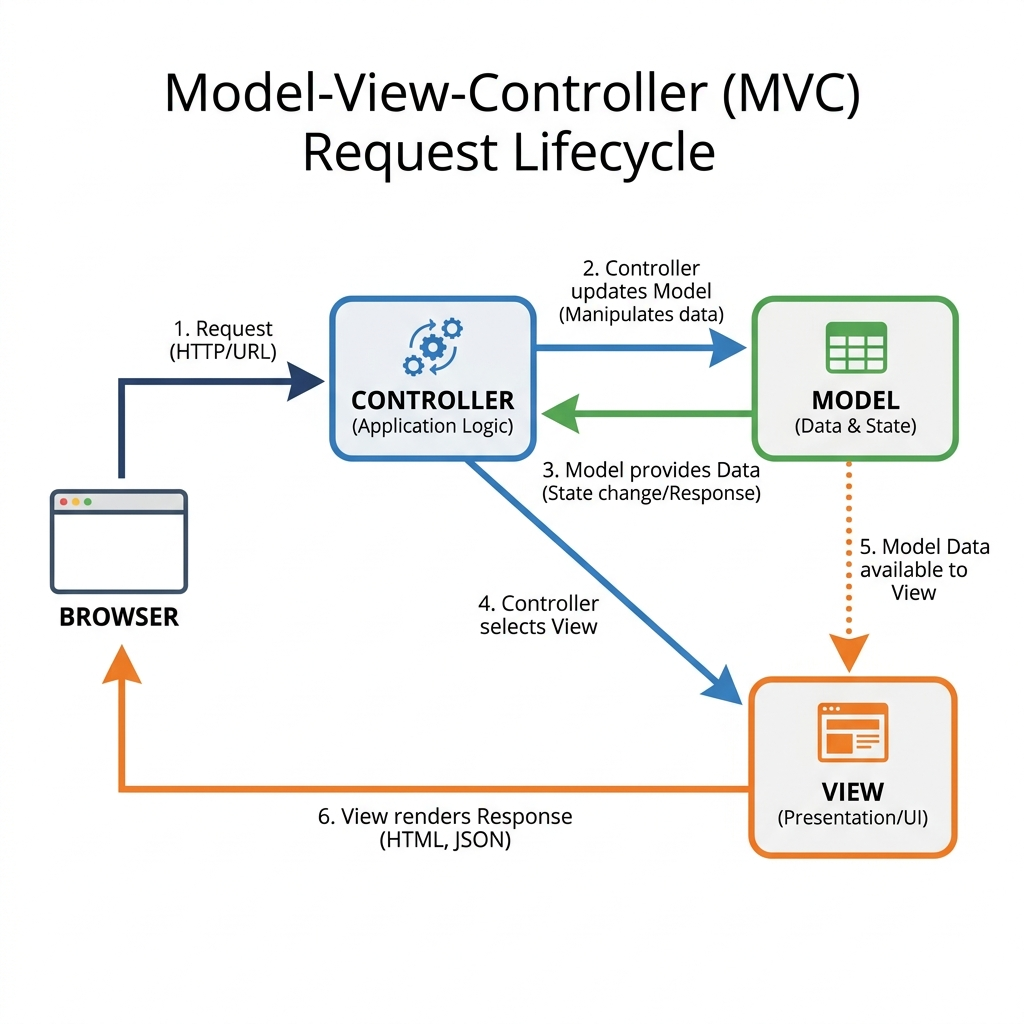 Model-View-Controller (MVC)
Request Lifecycle
1. Request
(HTTP/URL)
2. Controller
updates Model
(Manipulates data)
CONTROLLER
(Application Logic)
MODEL
(Data & State)
3. Model provides Data
(State change/Response)
BROWSER
4. Controller
selects View
5. Model Data
available to
View
VIEW
(Presentation/UI)
6. View renders Response
(HTML, JSON)